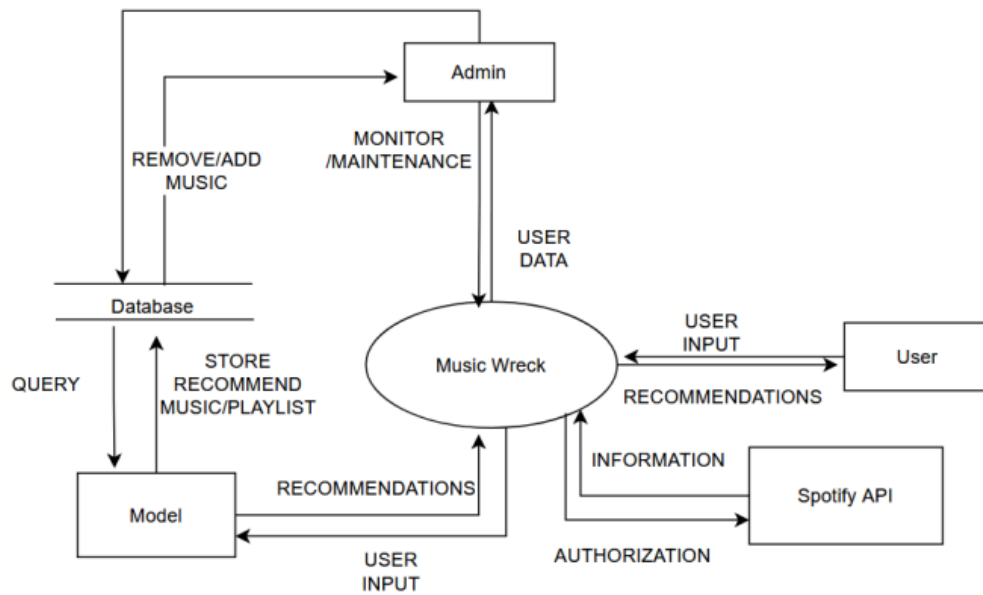 Admin
MONITOR
/MAINTENANCE
REMOVE/ADD
MUSIC
USER
DATA
Database
USER
INPUT
User
Music Wreck
STORE
RECOMMEND
MUSIC/PLAYLIST
QUERY
RECOMMENDATIONS
INFORMATION
Spotify API
RECOMMENDATIONS
Model
AUTHORIZATION
USER
INPUT